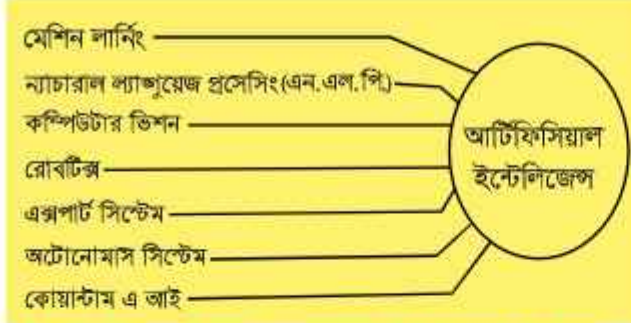 মেশিন লার্নিং
ন্যাচারাল ল্যাঙ্গুয়েজ প্রসেসিং (এন.এল.পি.)
কম্পিউটার ভিশন
রোবটিক্স
এক্সপার্ট সিস্টেম
অটোনোমাস সিস্টেম
কোয়ান্টাম এ আই
আর্টিফিসিয়াল
ইন্টেলিজেন্স